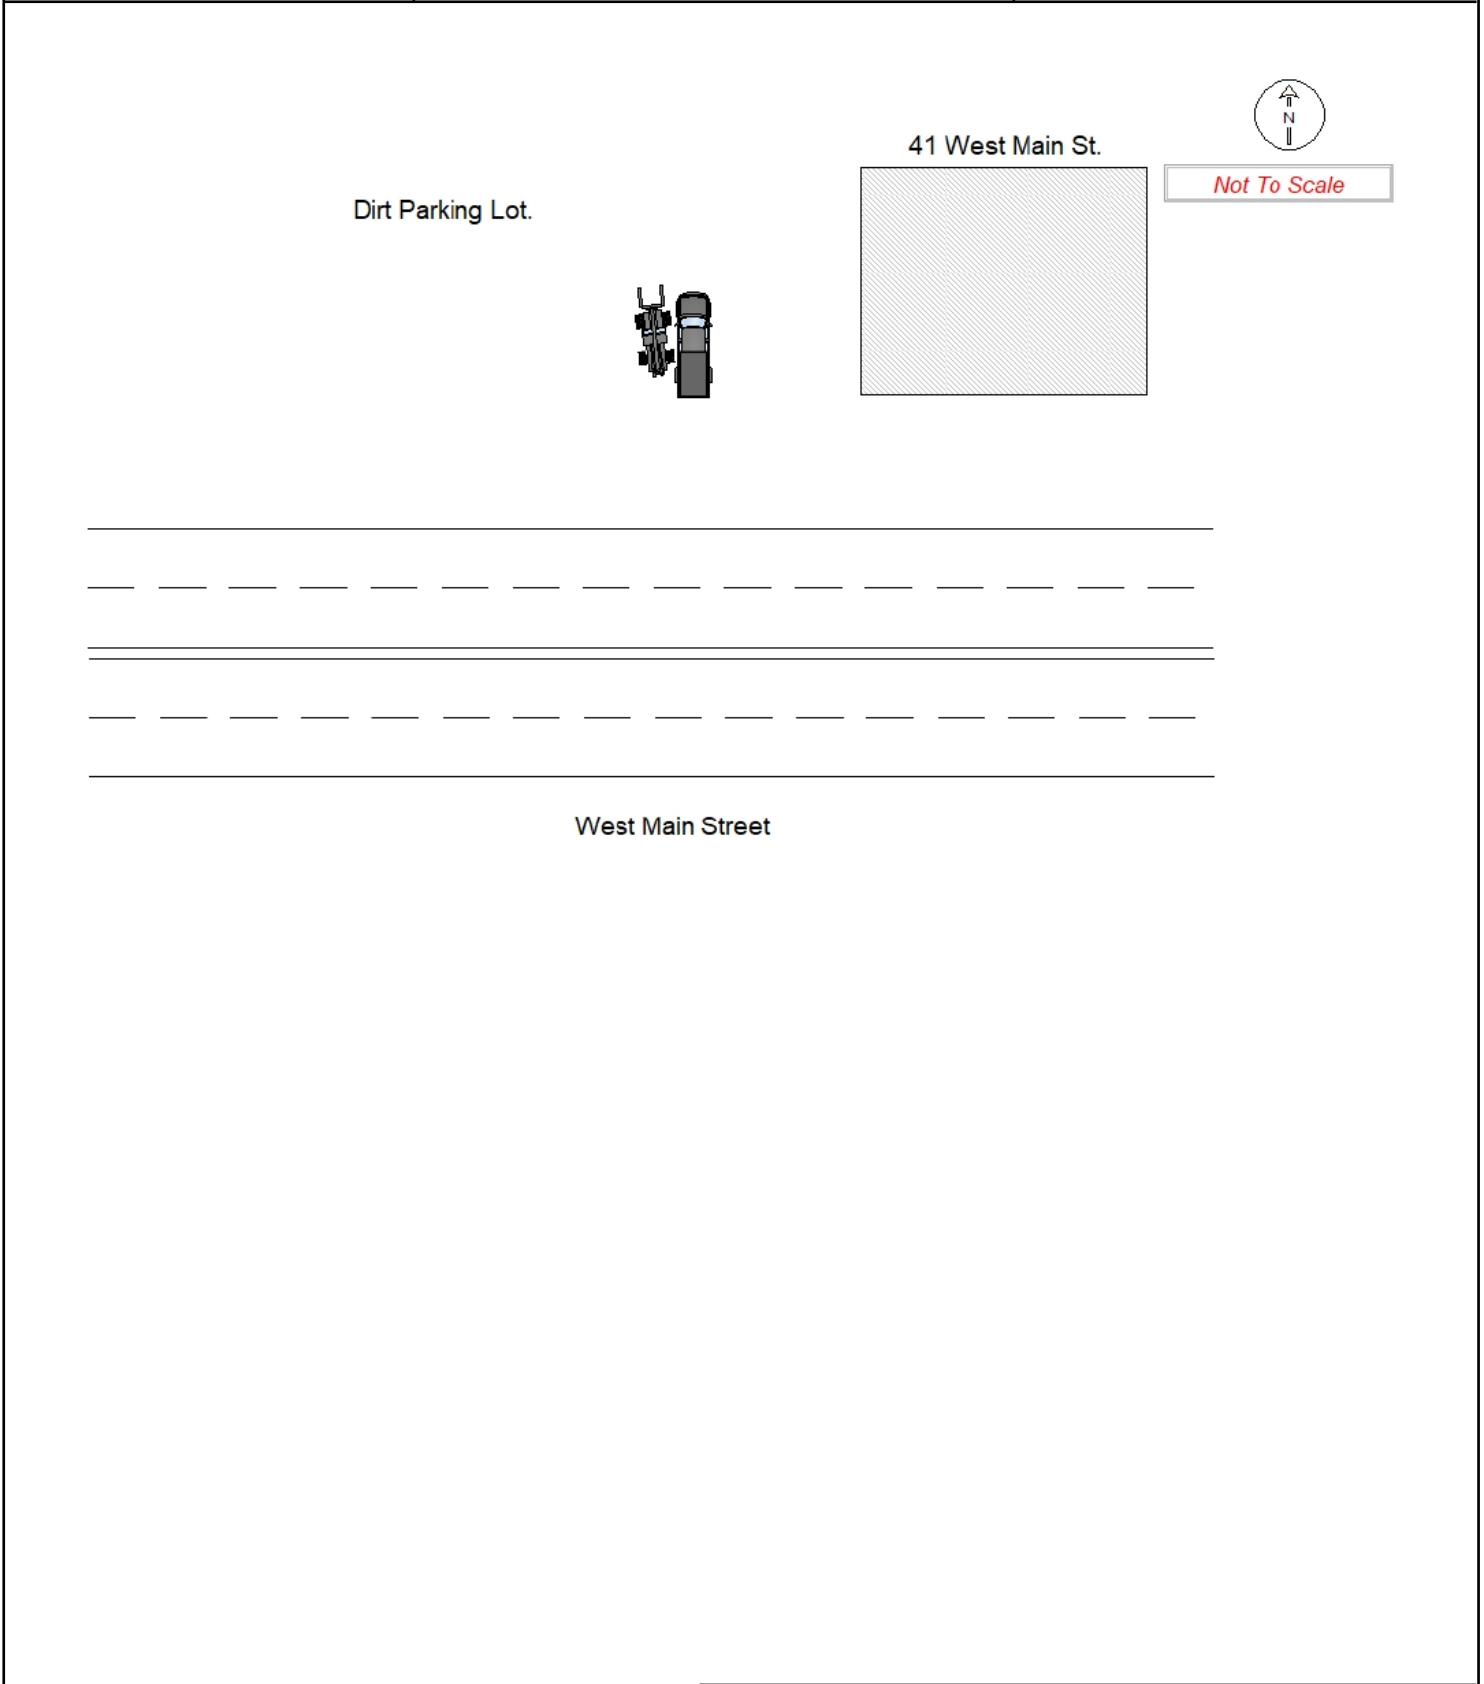 N
41 West Main St.
Not To Scale
Dirt Parking Lot.
West Main Street